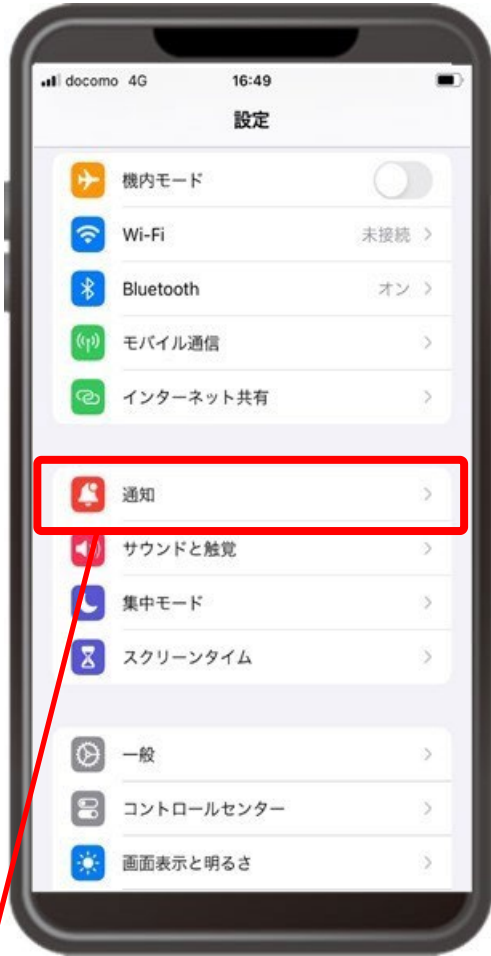 docomo 4G 16:49
設定
機内モード
Wi-Fi 未接続
Bluetooth オン
モバイル通信
インターネット共有
通知
サウンドと触覚
集中モード
スクリーンタイム
一般
コントロールセンター
画面表示と明るさ